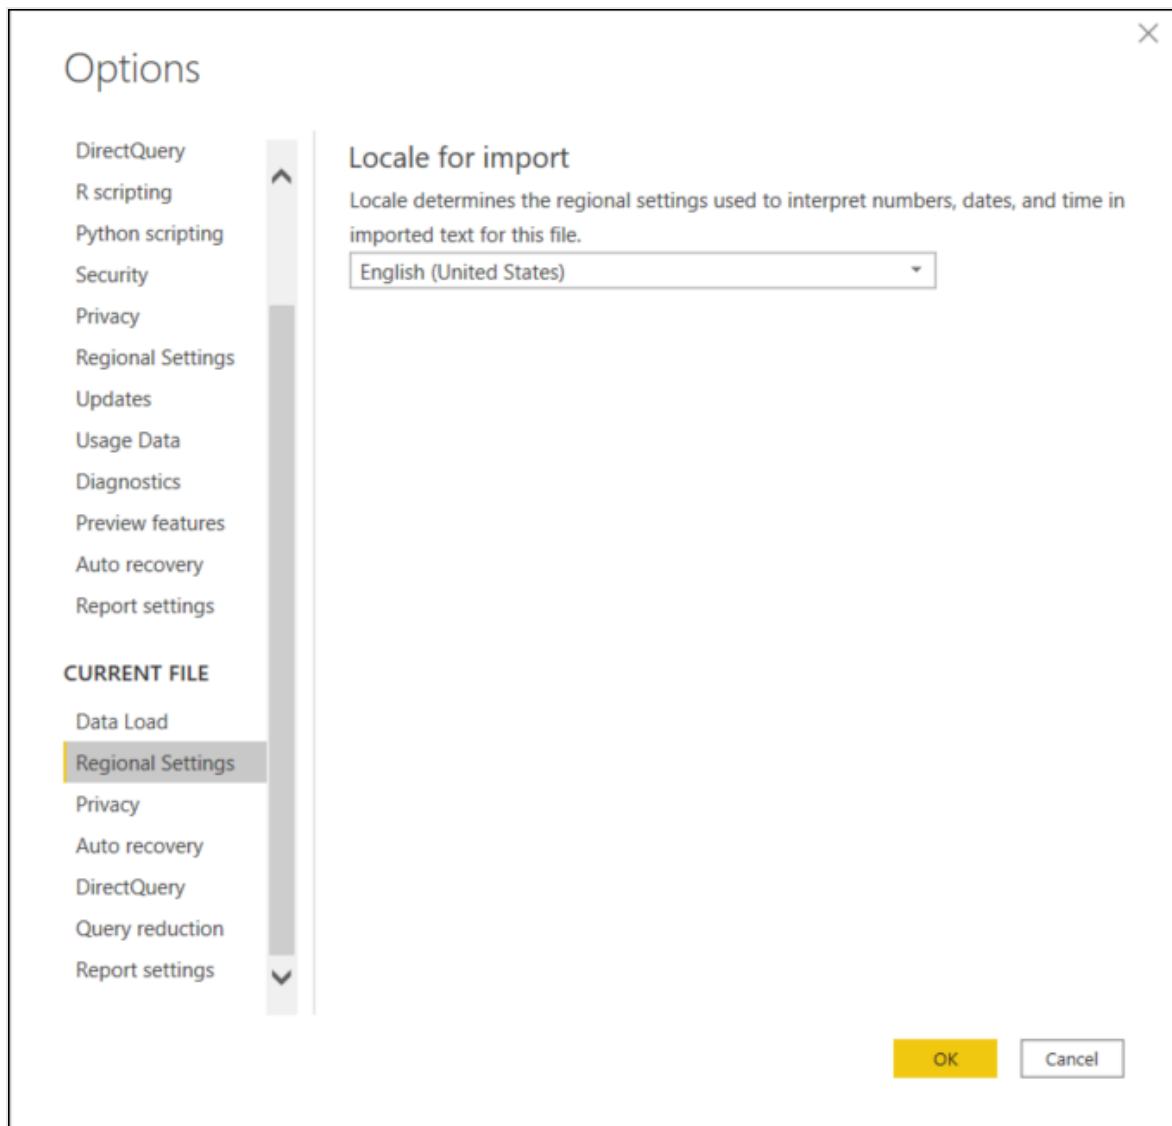 Options
DirectQuery
R scripting
Python scripting
Security
Privacy
Regional Settings
Updates
Usage Data
Diagnostics
Preview features
Auto recovery
Report settings
CURRENT FILE
Data Load
Regional Settings
Privacy
Auto recovery
DirectQuery
Query reduction
Report settings
Locale for import
Locale determines the regional settings used to interpret numbers, dates, and time in
imported text for this file.
English (United States)
OK
Cancel